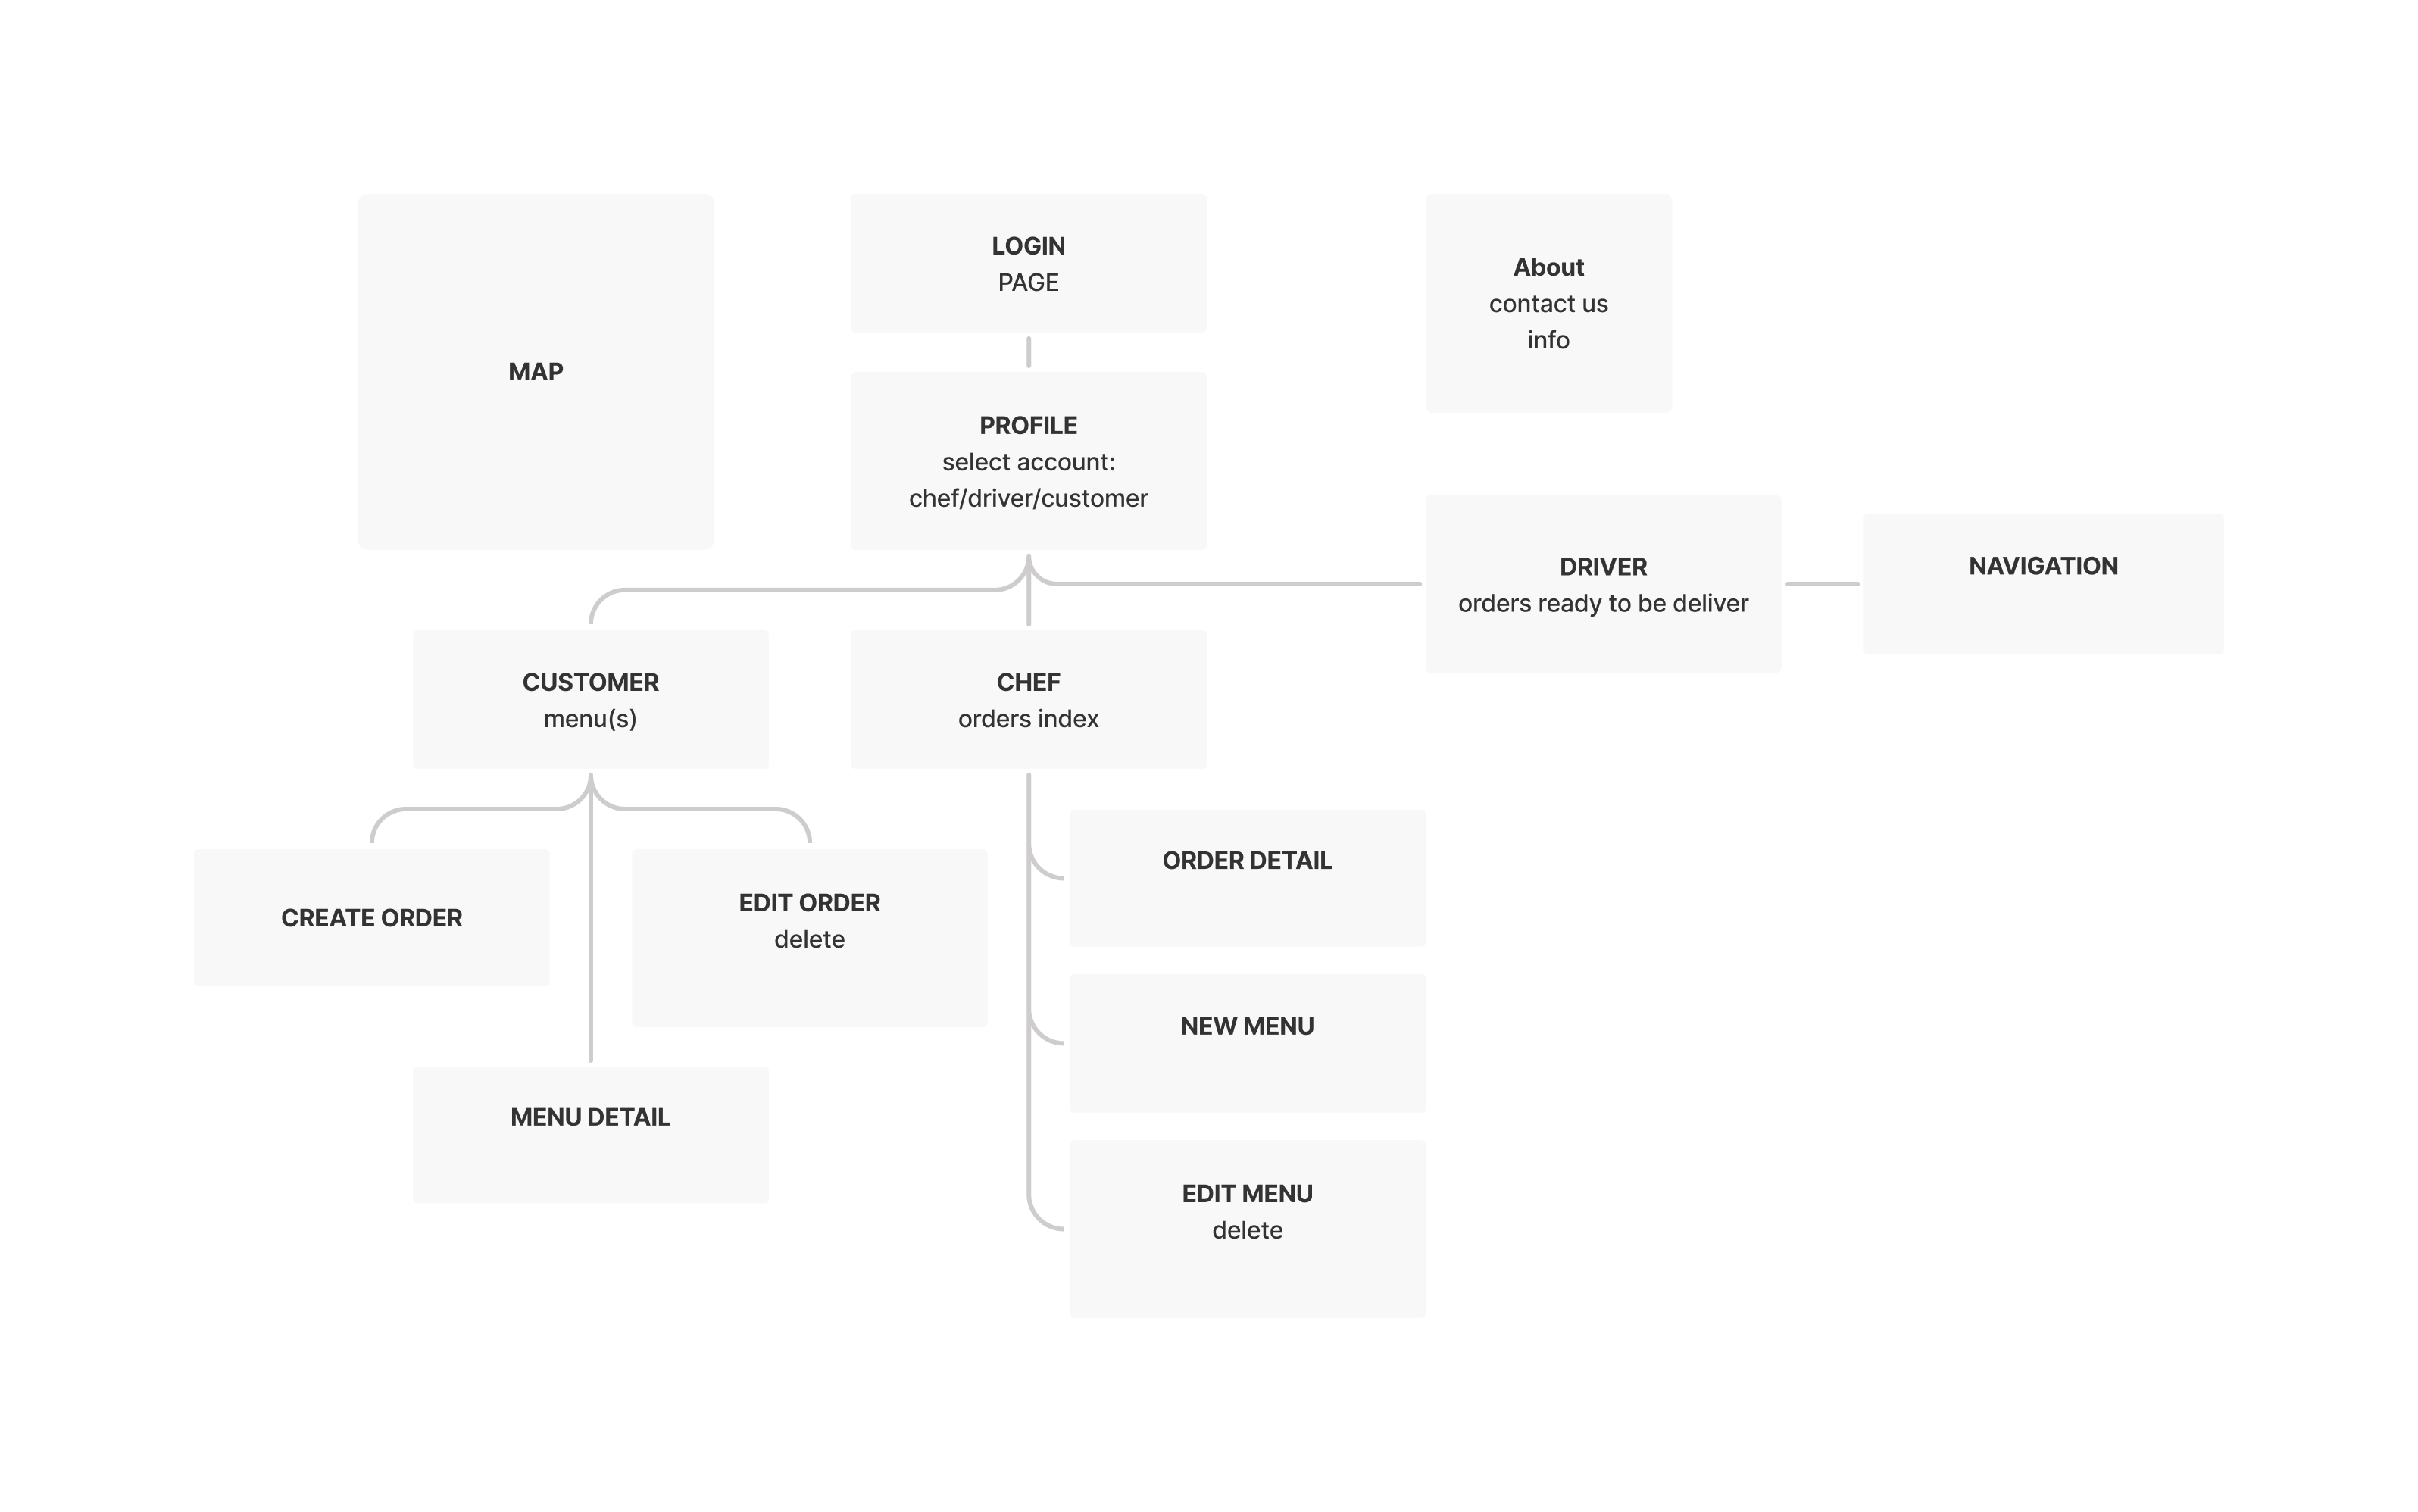 MAP
LOGIN
PAGE
About
contact us
info
PROFILE
select account:
chef/driver/customer
DRIVER
orders ready to be deliver
NAVIGATION
CUSTOMER
menu(s)
CHEF
orders index
CREATE ORDER
EDIT ORDER
delete
MENU DETAIL
ORDER DETAIL
NEW MENU
EDIT MENU
delete